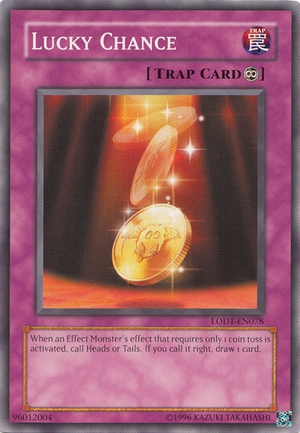 LUCKY CHANCE
TRAP
罠
[TRAP CARD♾]
LODT-EN078
When an Effect Monster's effect that requires only 1 coin toss is
activated, call Heads or Tails. If you call it right, draw 1 card.
96012004
©1996 KAZUKI TAKAHASHI